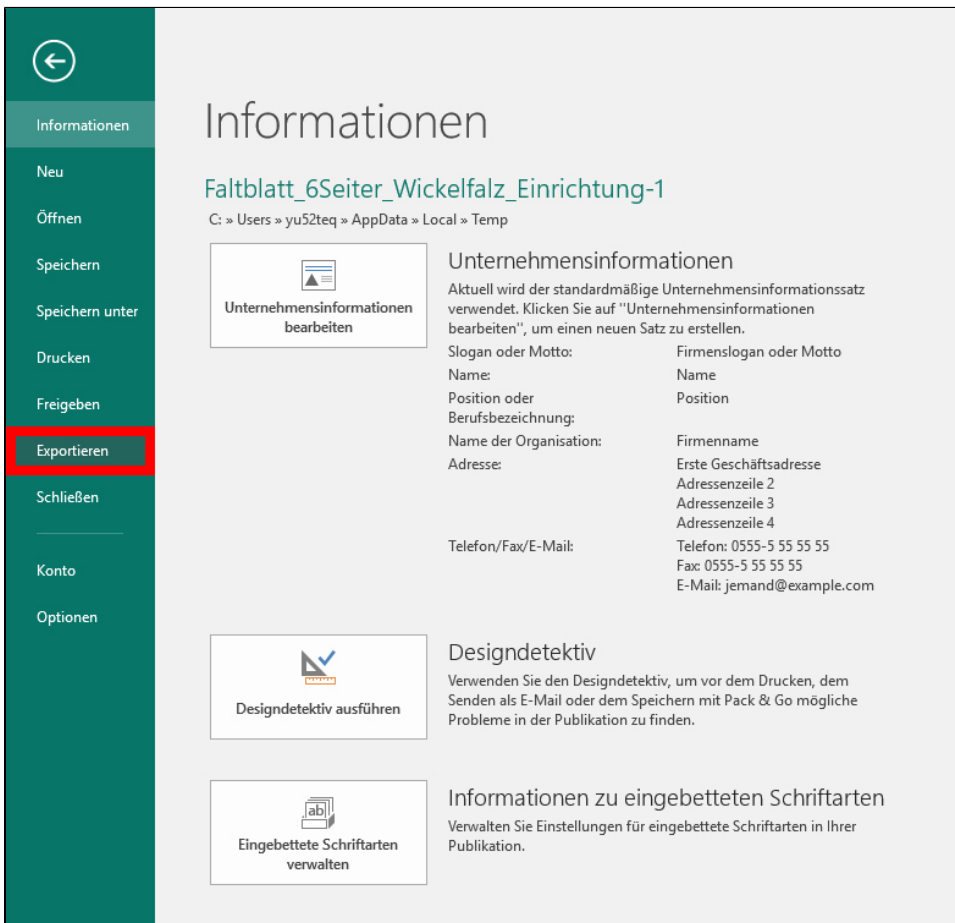 Informationen
Neu
Öffnen
Speichern
Speichern unter
Drucken
Freigeben
Exportieren
Schließen
Konto
Optionen
Informationen
Faltblatt_6Seiter_Wickelfalz_Einrichtung-1
C: » Users » yu52teq » AppData » Local » Temp
Unternehmensinformationen
bearbeiten
Unternehmensinformationen
Aktuell wird der standardmäßige Unternehmensinformationssatz
verwendet. Klicken Sie auf "Unternehmensinformationen
bearbeiten", um einen neuen Satz zu erstellen.
Slogan oder Motto: Firmenslogan oder Motto
Name: Name
Position oder Position
Berufsbezeichnung:
Name der Organisation: Firmenname
Adresse: Erste Geschäftsadresse
Adressenzeile 2
Adressenzeile 3
Adressenzeile 4
Telefon/Fax/E-Mail: Telefon: 0555-5 55 55 55
Fax: 0555-5 55 55 55
E-Mail: jemand@example.com
Designdetektiv ausführen
Designdetektiv
Verwenden Sie den Designdetektiv, um vor dem Drucken, dem
Senden als E-Mail oder dem Speichern mit Pack & Go mögliche
Probleme in der Publikation zu finden.
ab
Eingebettete Schriftarten
verwalten
Informationen zu eingebetteten Schriftarten
Verwalten Sie Einstellungen für eingebettete Schriftarten in Ihrer
Publikation.